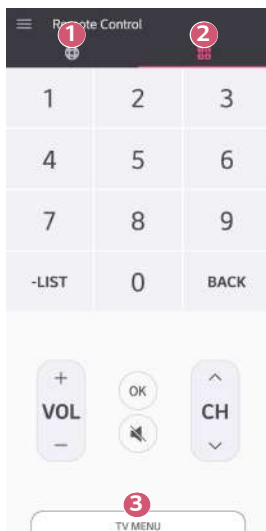 Remote Control
1
2
1 2 3
4 5 6
7 8 9
-LIST 0 BACK
+
VOL
−
OK
CH
3
TV MENU